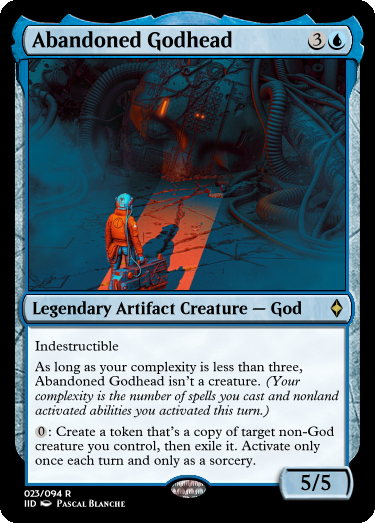 Abandoned Godhead 3
Legendary Artifact Creature — God
Indestructible
As long as your complexity is less than three,
Abandoned Godhead isn't a creature. (Your
complexity is the number of spells you cast and nonland
activated abilities you activated this turn.)
0: Create a token that's a copy of target non-God
creature you control, then exile it. Activate only
once each turn and only as a sorcery.
5/5
023/094 R
IID Pascal Blanche